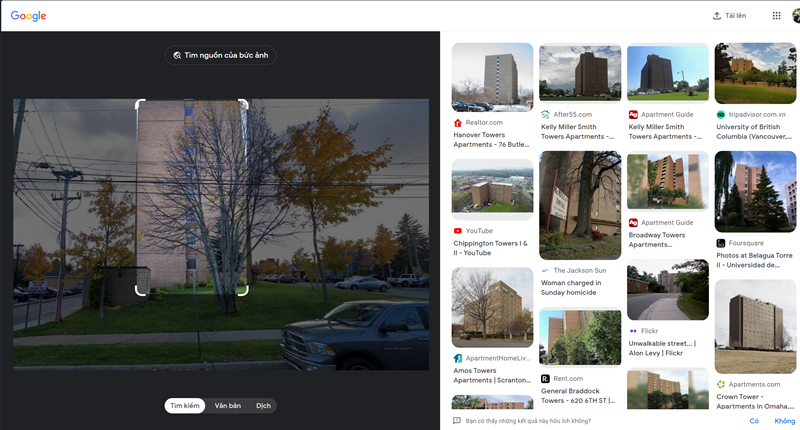 Google
Tải lên
Tìm nguồn của bức ảnh
Tìm kiếm
Văn bản
Dịch
Realtor.com
Hanover Towers
Apartments - 76 Butle...
After55.com
Kelly Miller Smith
Towers Apartments -...
Apartment Guide
Kelly Miller Smith
Towers Apartments -...
tripadvisor.com.vn
University of British
Columbia (Vancouver,...
YouTube
Chippington Towers I &
II - YouTube
The Jackson Sun
Woman charged in
Sunday homicide
Apartment Guide
Broadway Towers
Apartments...
Foursquare
Photos at Belagua Torre
II - Universidad de...
ApartmentHomeLiv...
Amos Towers
Apartments | Scranton...
Rent.com
General Braddock
Towers - 620 6TH ST |...
Flickr
Unwalkable street... |
Alon Levy | Flickr
Apartments.com
Crown Tower -
Apartments in Omaha,...
Bạn có thấy những kết quả này hữu ích không?
Có
Không